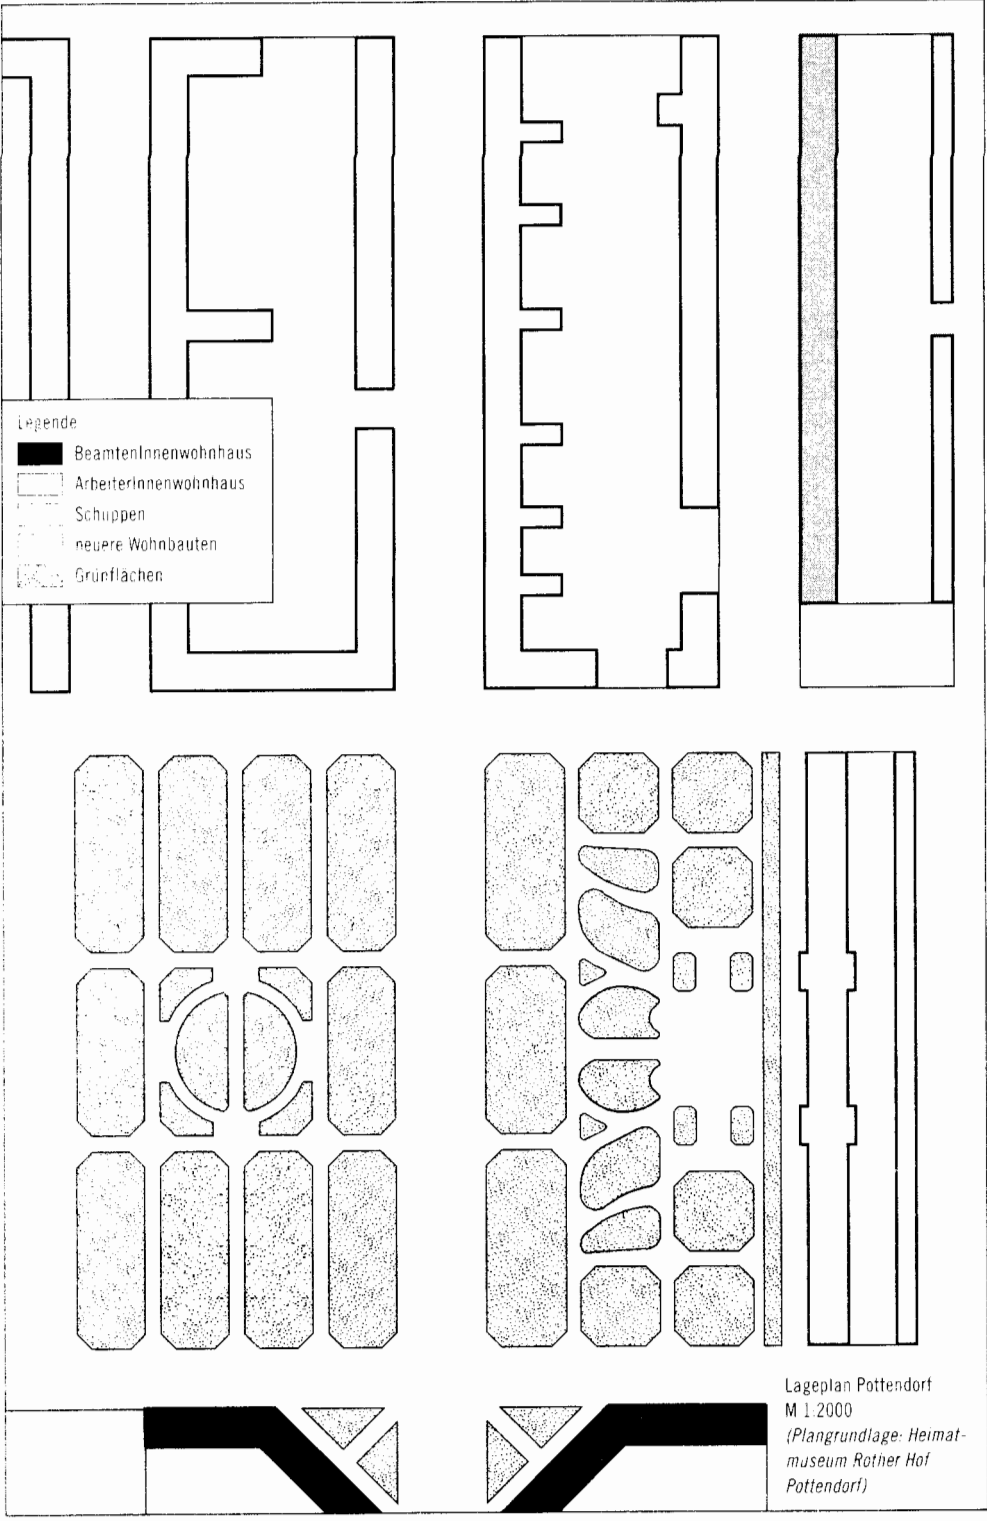 Legende
BeamtenInnenwohnhaus
ArbeiterInnenwohnhaus
Schuppen
neuere Wohnbauten
Grünflächen
Lageplan Pottendorf
M 1:2000
(Plangrundlage: Heimat-
museum Rother Hof
Pottendorf)